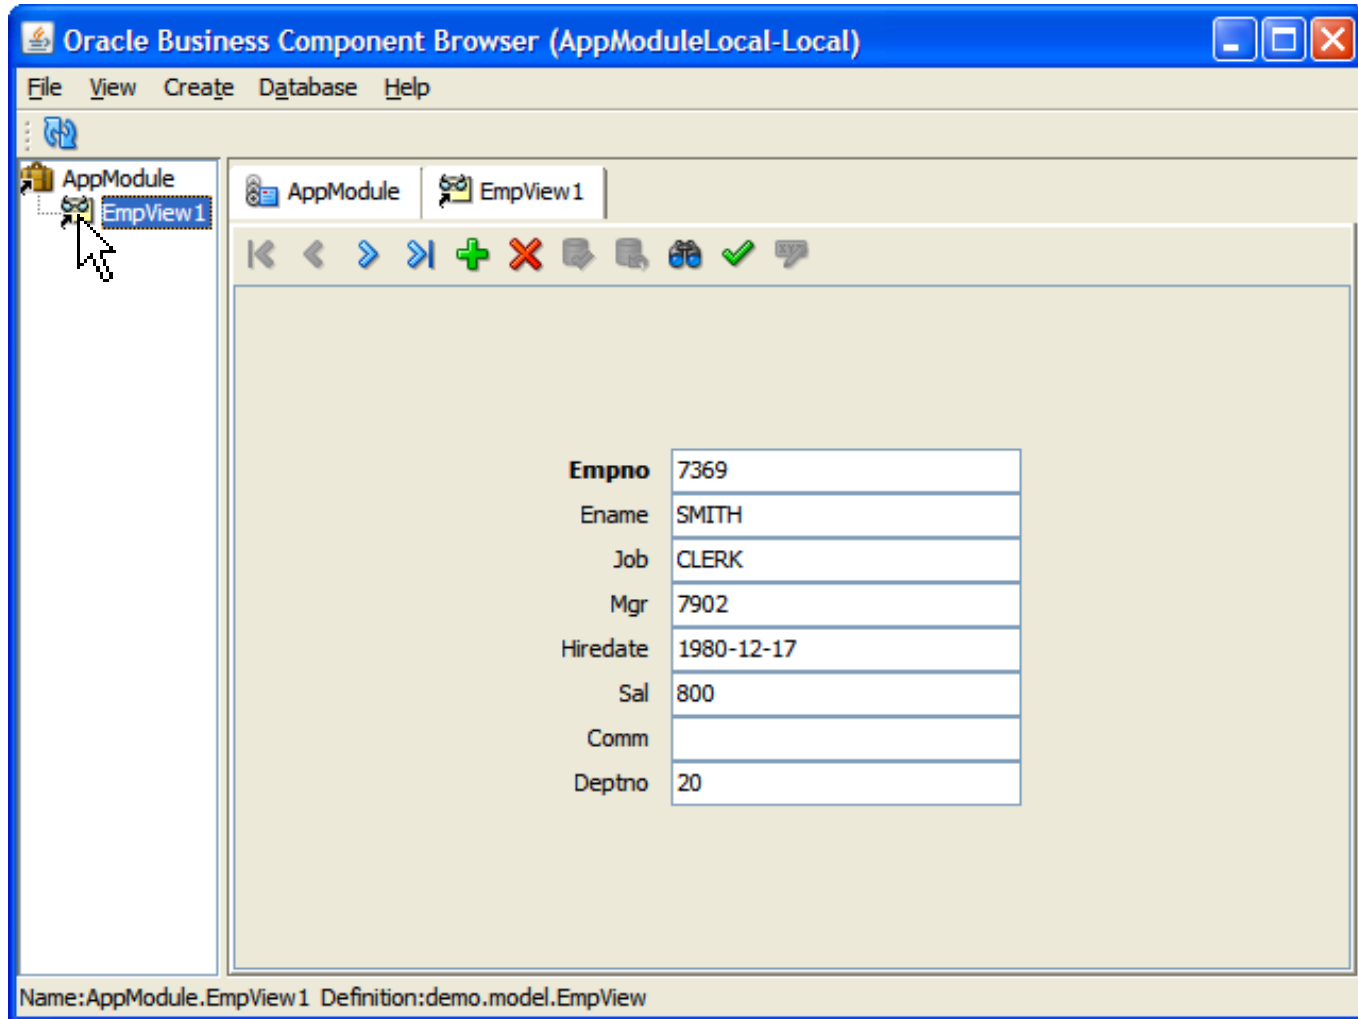 Oracle Business Component Browser (AppModuleLocal-Local)
File View Create Database Help
AppModule
EmpView1
AppModule EmpView1
Empno 7369
Ename SMITH
Job CLERK
Mgr 7902
Hiredate 1980-12-17
Sal 800
Comm
Deptno 20
Name:AppModule.EmpView1 Definition:demo.model.EmpView